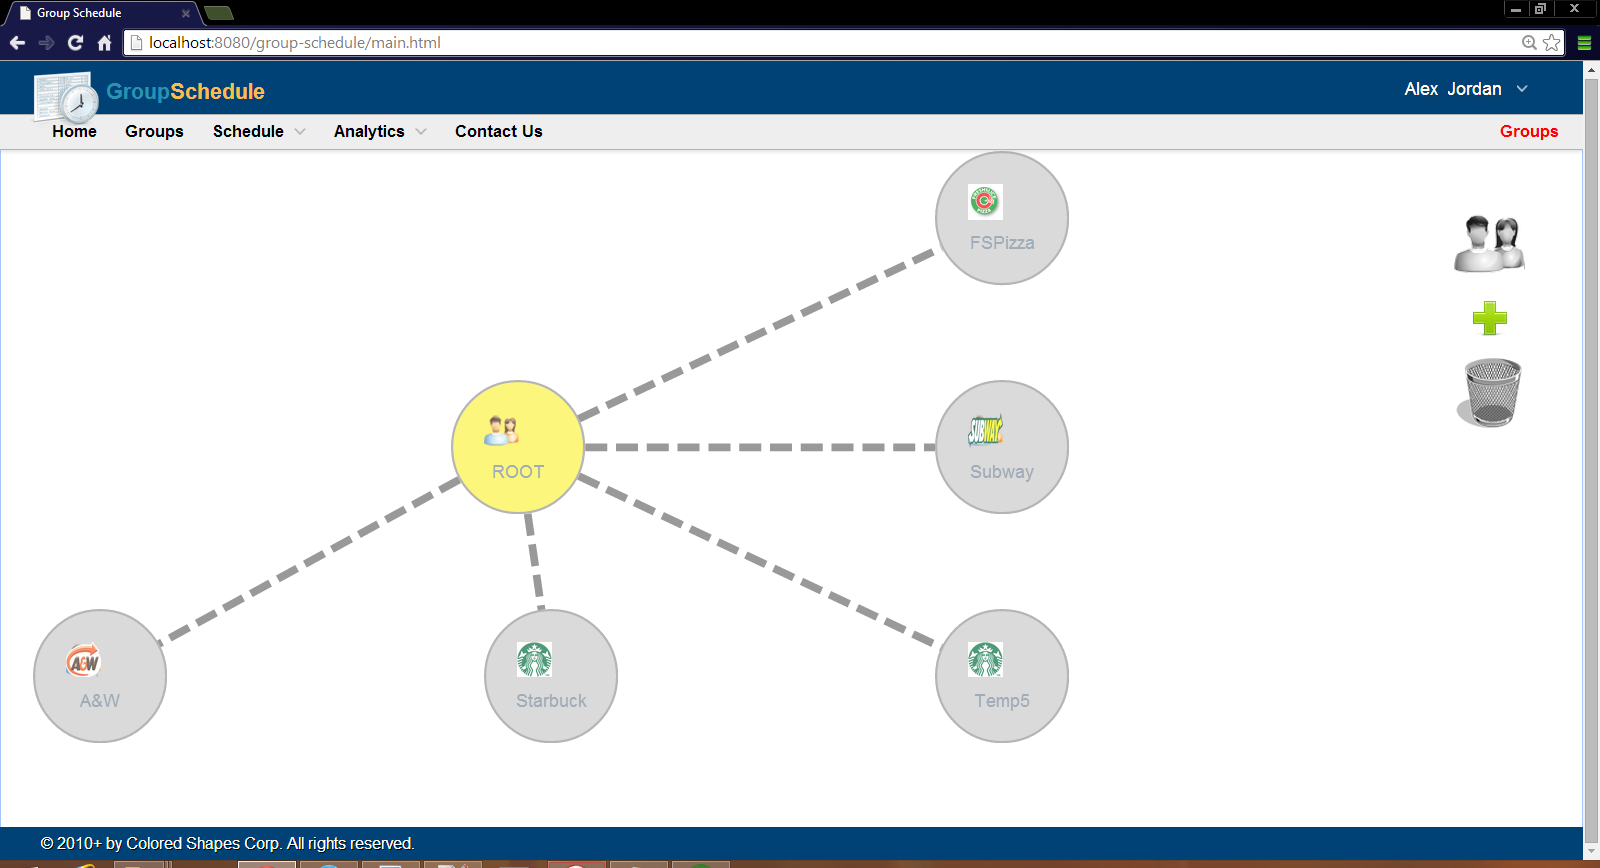 Group Schedule
localhost:8080/group-schedule/main.html
GroupSchedule
Alex Jordan
Home Groups Schedule Analytics Contact Us
Groups
FSPizza
SUBWAY
ROOT
Subway
A&W
A&W
Starbuck
Temp5
© 2010+ by Colored Shapes Corp. All rights reserved.